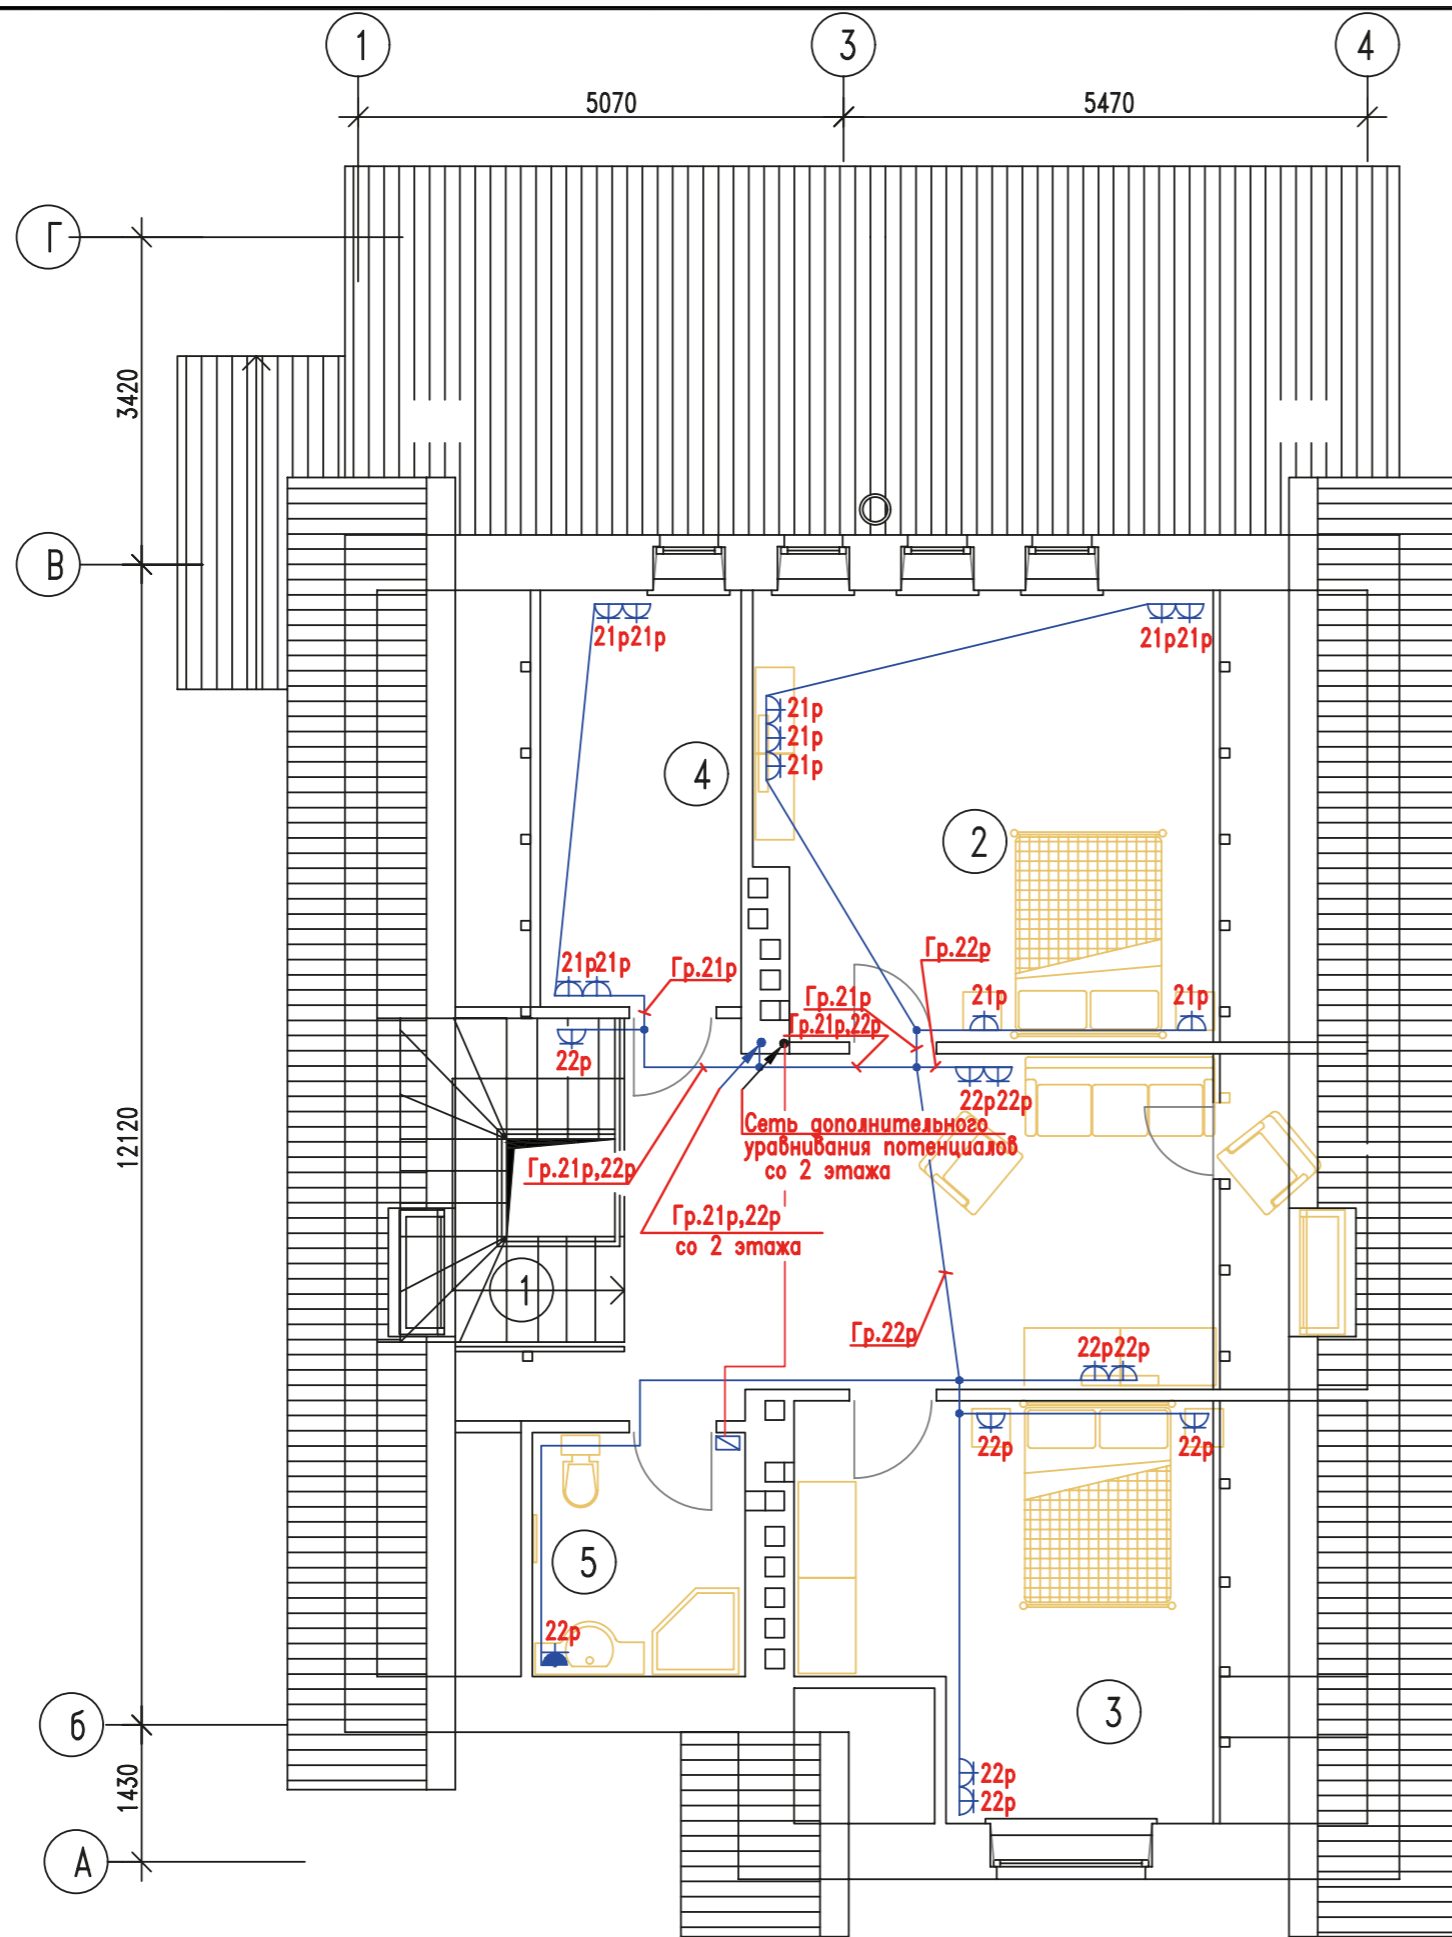 1
3
4
5070
5470
Г
3420
В
21р21р
21р21р
21р
21р
21р
4
2
21р21р
Гр.21р
Гр.22р
Гр.21р
21р
21р
Гр.21р,22р
22р
22р22р
12120
Сеть дополнительного
уравнивания потенциалов
со 2 этажа
Гр.21р,22р
Гр.21р,22р
со 2 этажа
1
Гр.22р
22р22р
22р
22р
5
22р
3
б
22р
22р
1430
А